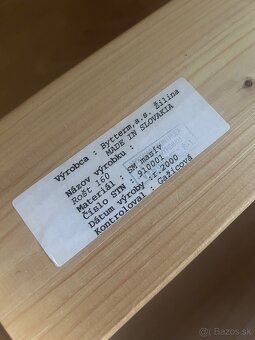 Výrobca : Bytterm,a.s. Žilina
MADE IN SLOVAKIA
Názov výrobku :
Rošt 160
Materiál : SM masív
Číslo STN : 910001
Dátum výroby :r.2000
Kontroloval : Gažicová
bazos.sk